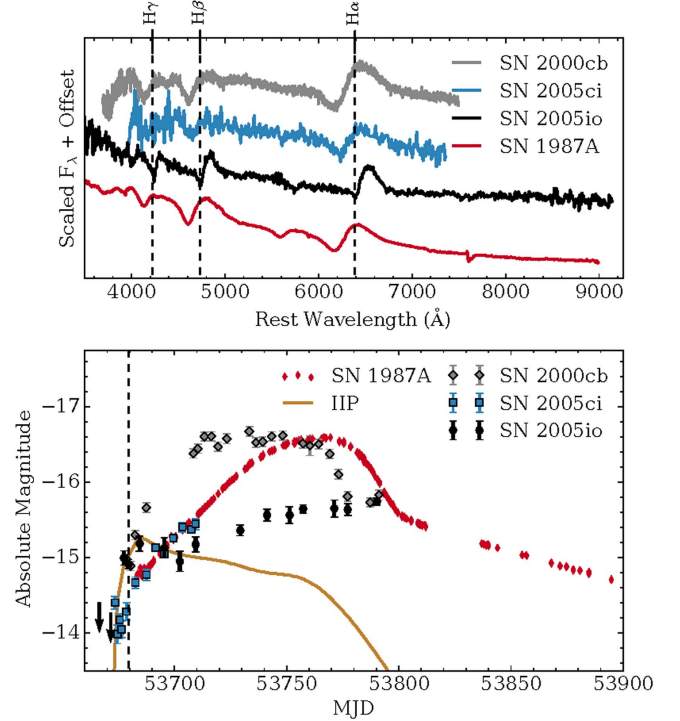 Hγ Hβ Hα
SN 2000cb
SN 2005ci
SN 2005io
SN 1987A
Scaled Fλ + Offset
4000 5000 6000 7000 8000 9000
Rest Wavelength (Å)
SN 1987A
IIP
SN 2000cb
SN 2005ci
SN 2005io
−17
−16
−15
−14
Absolute Magnitude
53700 53750 53800 53850 53900
MJD